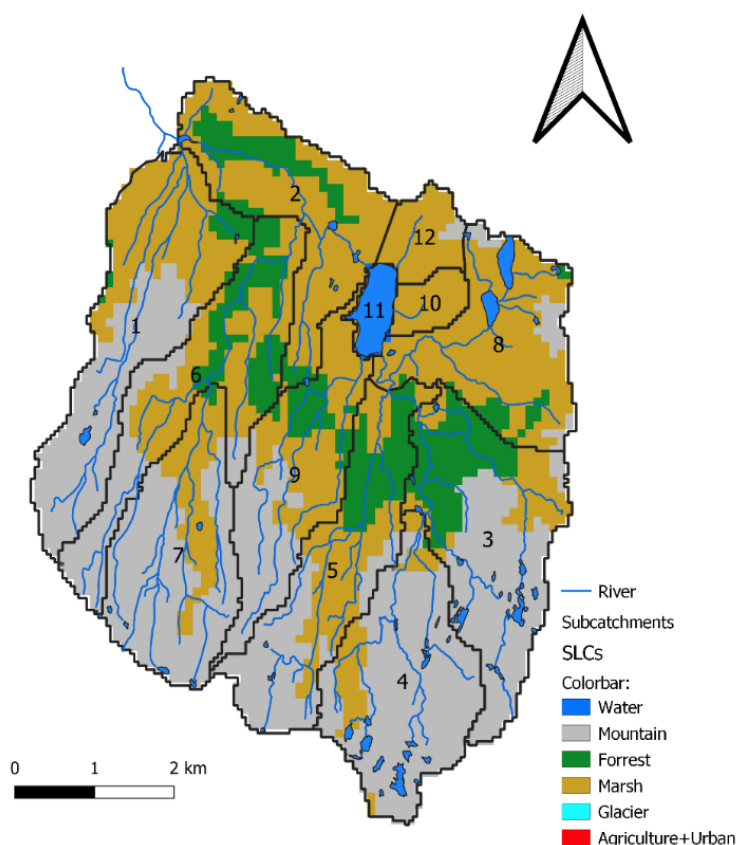 2
12
11
10
1
8
6
9
3
7
5
4
River
Subcatchments
SLCs
Colorbar:
Water
Mountain
Forrest
Marsh
Glacier
Agriculture+Urban
0 1 2 km